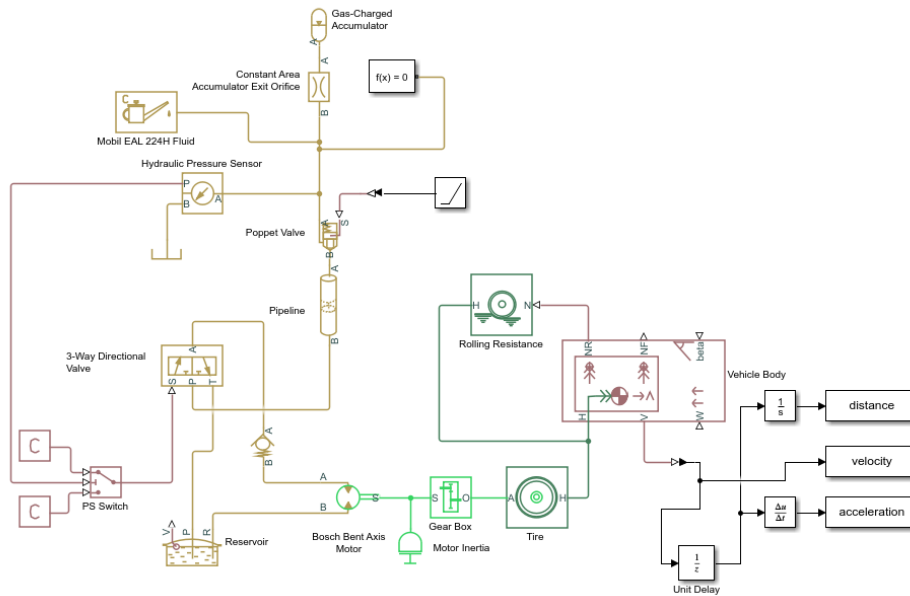 Gas-Charged
Accumulator
A
A
Constant Area
Accumulator Exit Orifice
B
f(x) = 0
C
Mobil EAL 224H Fluid
Hydraulic Pressure Sensor
P
B
A
Poppet Valve
A
S
B
A
Pipeline
B
H
N
Rolling Resistance
3-Way Directional
Valve
A
S
P
T
NR
NF
beta
H
V
W
Vehicle Body
1
s
distance
velocity
Δu
Δt
acceleration
1
z
Unit Delay
C
C
PS Switch
A
B
A
B
S
Bosch Bent Axis
Motor
S
O
Gear Box
Motor Inertia
A
H
Tire
V
P
R
Reservoir